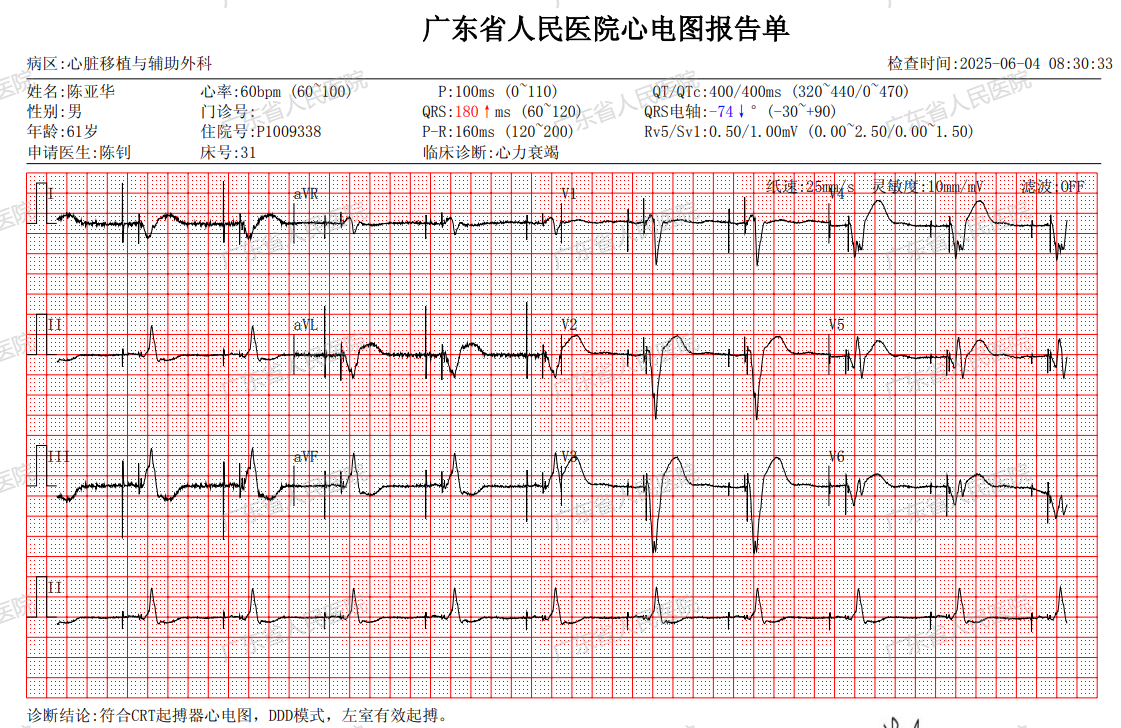 广东省人民医院心电图报告单
病区:心脏移植与辅助外科 检查时间:2025-06-04 08:30:33
姓名:陈亚华 心率:60bpm (60~100) P:100ms (0~110) QT/QTc:400/400ms (320~440/0~470)
性别:男 门诊号: QRS:180↑ms (60~120) QRS电轴:-74↓° (-30~+90)
年龄:61岁 住院号:P1009338 P-R:160ms (120~200) Rv5/Sv1:0.50/1.00mV (0.00~2.50/0.00~1.50)
申请医生:陈钊 床号:31 临床诊断:心力衰竭
纸速:25mm/s 灵敏度:10mm/mV 滤波:OFF
I aVR V1 V4
II aVL V2 V5
III aVF V3 V6
II
诊断结论:符合CRT起搏器心电图，DDD模式，左室有效起搏。
广东省人民医院